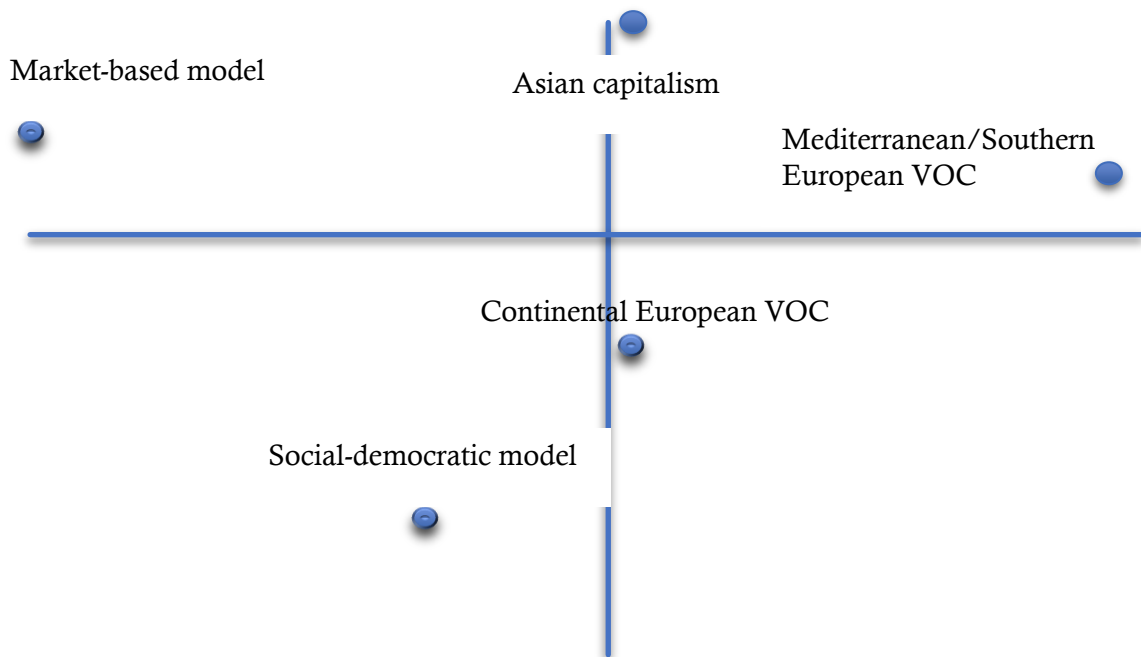 Market-based model
Asian capitalism
Mediterranean/Southern
European VOC
Continental European VOC
Social-democratic model